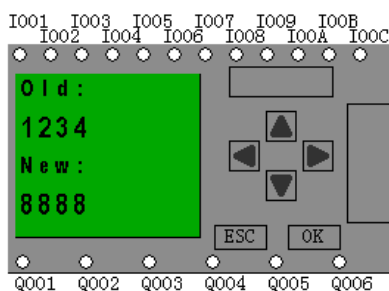 I001 I003 I005 I007 I009 I00B
I002 I004 I006 I008 I00A I00C
Old:
1234
New:
8888
ESC OK
Q001 Q002 Q003 Q004 Q005 Q006